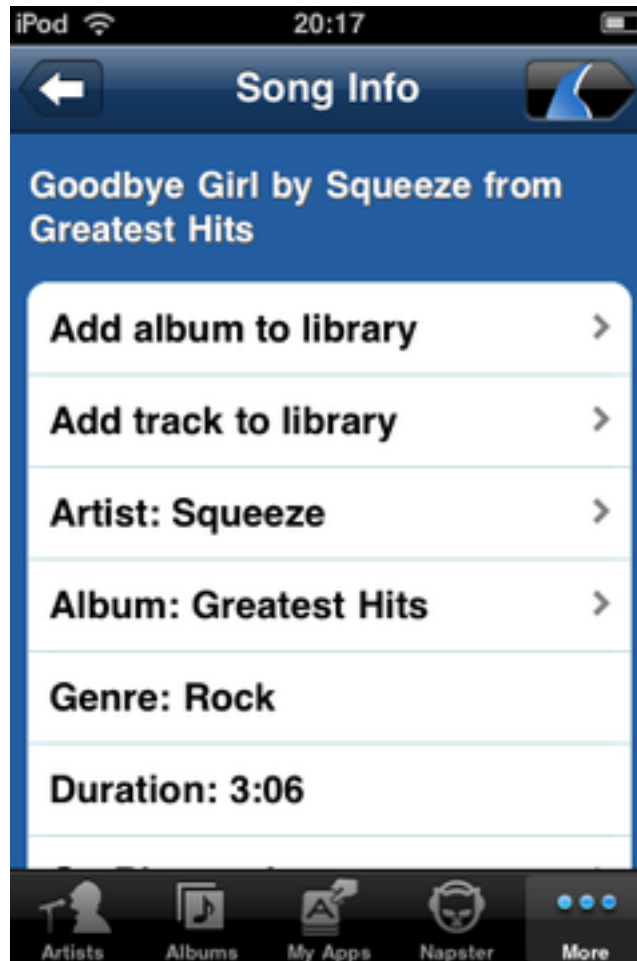 iPod 20:17
Song Info
Goodbye Girl by Squeeze from
Greatest Hits
Add album to library
Add track to library
Artist: Squeeze
Album: Greatest Hits
Genre: Rock
Duration: 3:06
Artists Albums My Apps Napster More